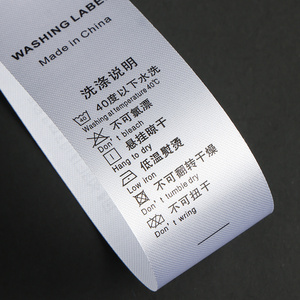 WASHING LABEL
Made in China
洗涤说明
40度以下水洗
Washing at temperature 40℃
不可氯漂
Don't bleach
悬挂晾干
Hang to dry
低温熨烫
Low iron
不可翻转干燥
Don't tumble dry
不可扭干
Don't wring